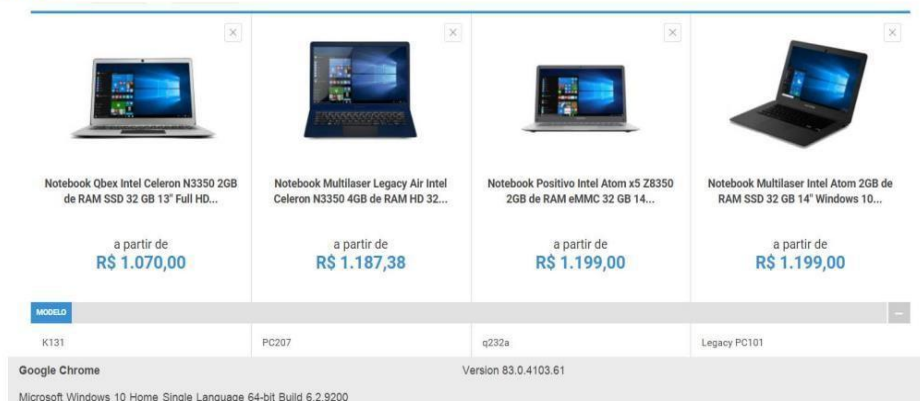 Notebook Qbex Intel Celeron N3350 2GB
de RAM SSD 32 GB 13" Full HD...
a partir de
R$ 1.070,00
Notebook Multilaser Legacy Air Intel
Celeron N3350 4GB de RAM HD 32...
a partir de
R$ 1.187,38
Notebook Positivo Intel Atom x5 Z8350
2GB de RAM eMMC 32 GB 14...
a partir de
R$ 1.199,00
Notebook Multilaser Intel Atom 2GB de
RAM SSD 32 GB 14" Windows 10...
a partir de
R$ 1.199,00
MODELO
K131
PC207
q232a
Legacy PC101
Google Chrome
Version 83.0.4103.61
Microsoft Windows 10 Home Single Language 64-bit Build 6.2.9200